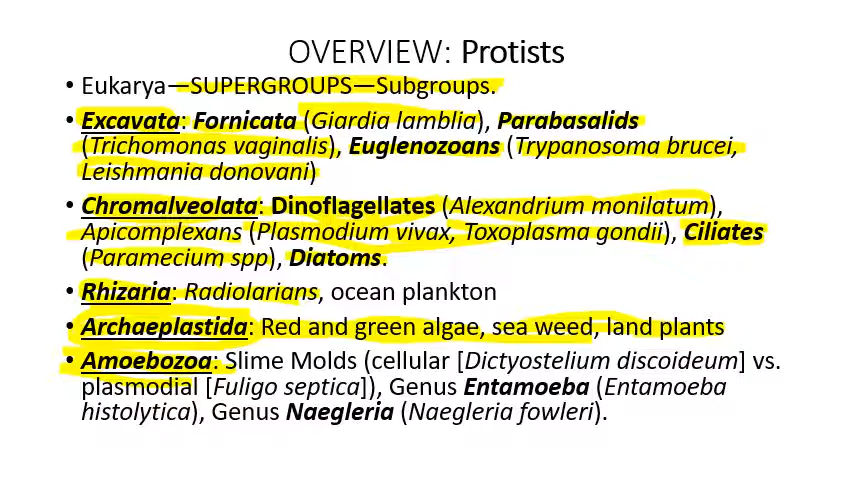 OVERVIEW: Protists
• Eukarya—SUPERGROUPS—Subgroups.
• Excavata: Fornicata (Giardia lamblia), Parabasalids
(Trichomonas vaginalis), Euglenozoans (Trypanosoma brucei,
Leishmania donovani)
• Chromalveolata: Dinoflagellates (Alexandrium monilatum),
Apicomplexans (Plasmodium vivax, Toxoplasma gondii), Ciliates
(Paramecium spp), Diatoms.
• Rhizaria: Radiolarians, ocean plankton
• Archaeplastida: Red and green algae, sea weed, land plants
• Amoebozoa: Slime Molds (cellular [Dictyostelium discoideum] vs.
plasmodial [Fuligo septica]), Genus Entamoeba (Entamoeba
histolytica), Genus Naegleria (Naegleria fowleri).